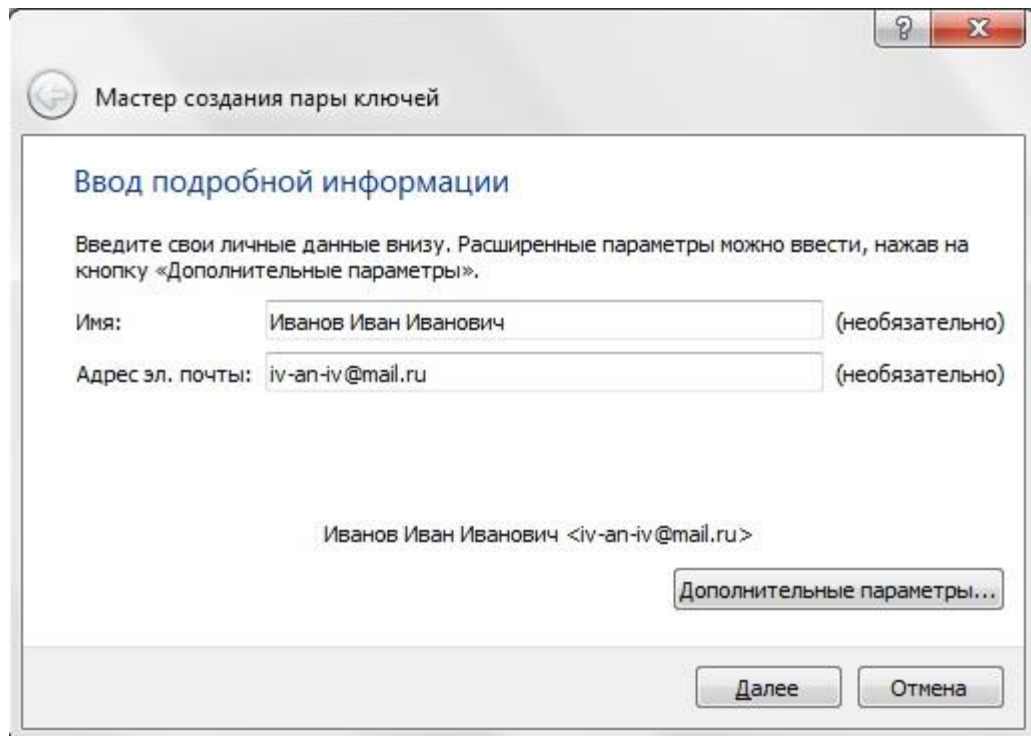 Мастер создания пары ключей
Ввод подробной информации
Введите свои личные данные внизу. Расширенные параметры можно ввести, нажав на
кнопку «Дополнительные параметры».
Имя: Иванов Иван Иванович (необязательно)
Адрес эл. почты: iv-an-iv@mail.ru (необязательно)
Иванов Иван Иванович <iv-an-iv@mail.ru>
Дополнительные параметры...
Далее Отмена